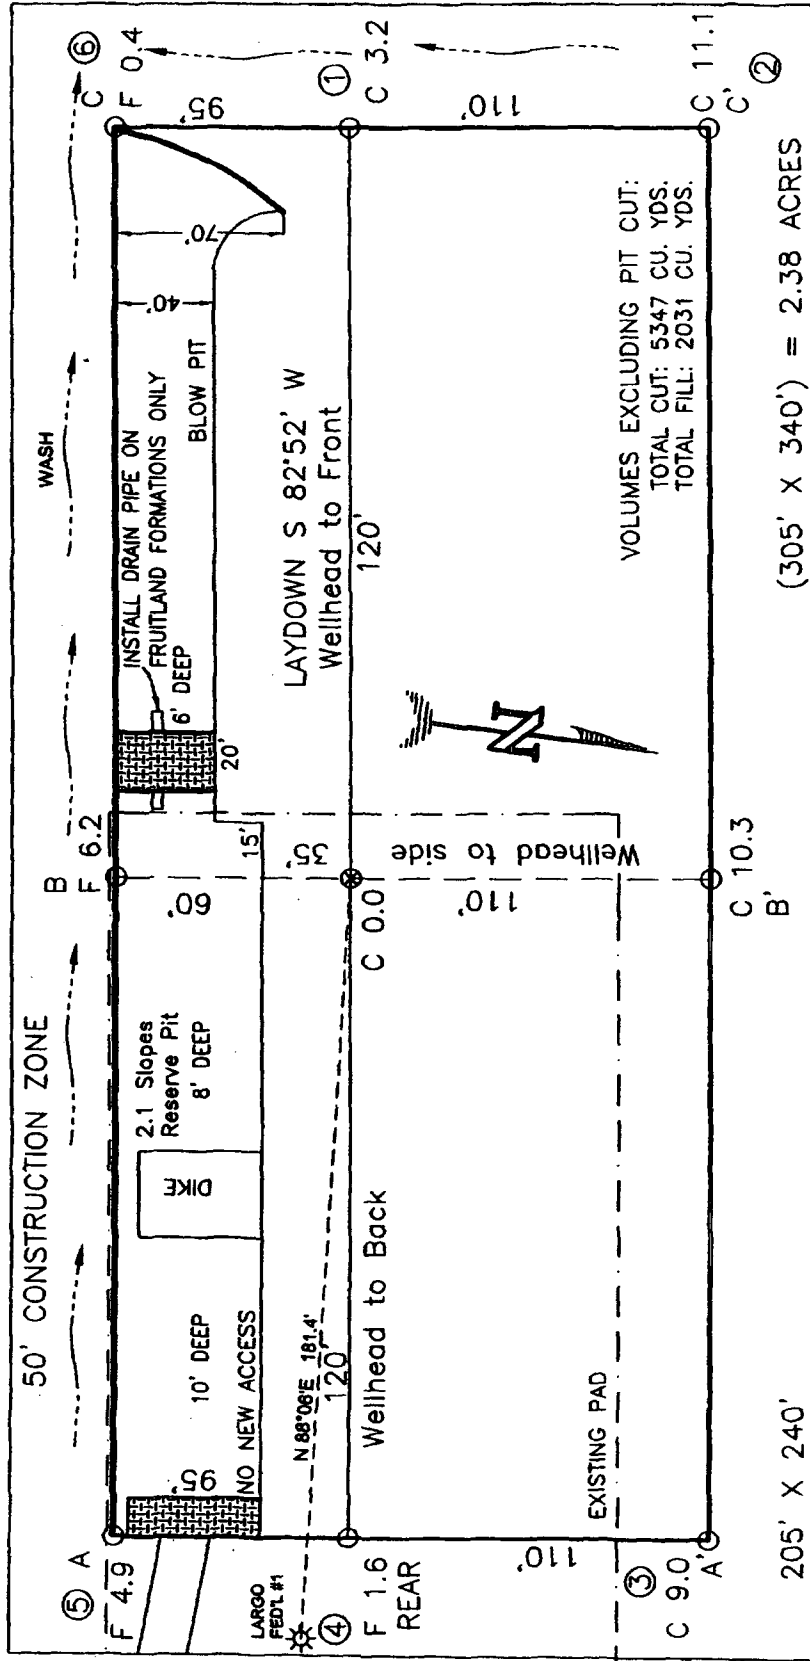 50' CONSTRUCTION ZONE
WASH
⑤ A
F 4.9
B
F 6.2
C ⑥
F 0.4
INSTALL DRAIN PIPE ON
FRUITLAND FORMATIONS ONLY
6' DEEP
BLOW PIT
40'
70'
95'
20'
15'
2.1 Slopes
Reserve Pit
8' DEEP
DIKE
10' DEEP
NO NEW ACCESS
95'
60'
35'
LAYDOWN S 82°52' W
Wellhead to Front
120'
①
C 3.2
C 0.0
N 88°06'E 181.4'
120'
Wellhead to Back
LARGO
FED'L #1
④
F 1.6
REAR
110'
Wellhead to side
110'
110'
N
EXISTING PAD
VOLUMES EXCLUDING PIT CUT:
TOTAL CUT: 5347 CU. YDS.
TOTAL FILL: 2031 CU. YDS.
③
C 9.0
A'
C 10.3
B'
C 11.1
C' ②
205' X 240'
(305' X 340') = 2.38 ACRES